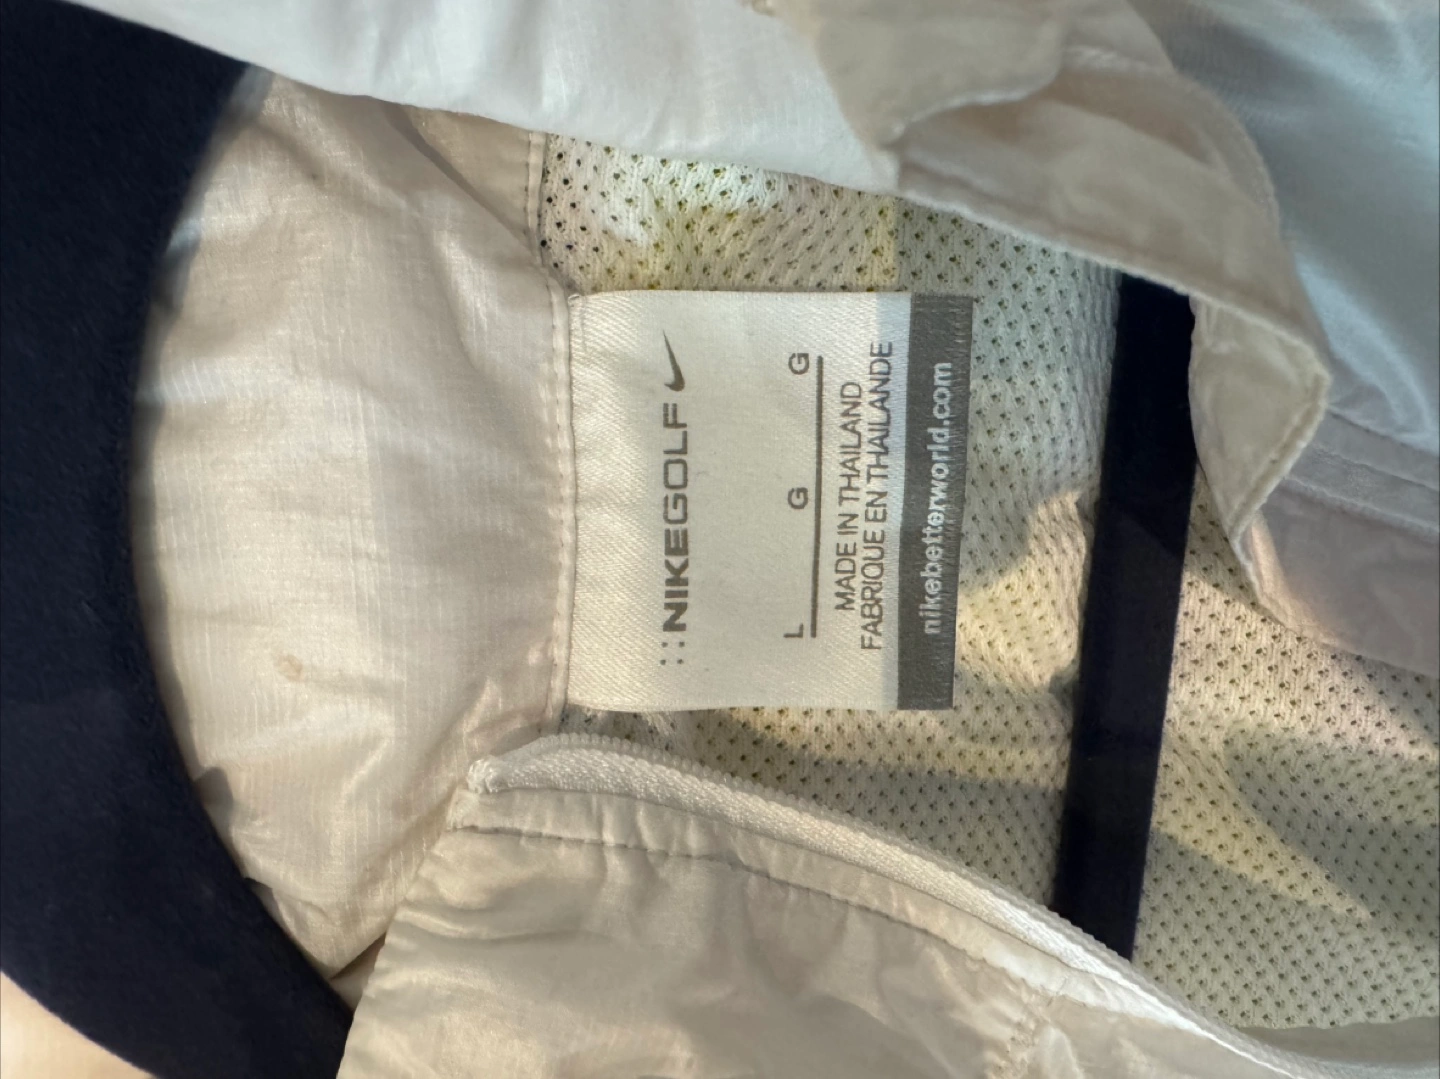 NIKEGOLF
L G G
MADE IN THAILAND
FABRIQUE EN THAILANDE
nikebetterworld.com